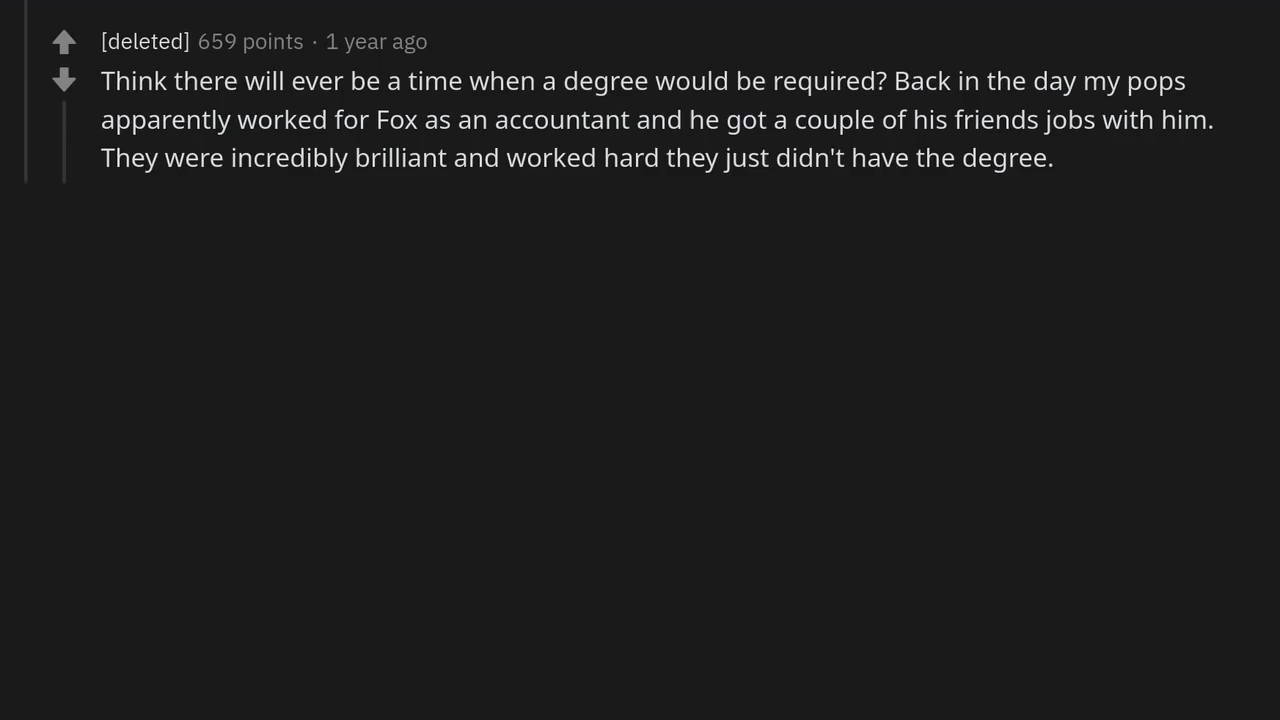 [deleted] 659 points · 1 year ago
Think there will ever be a time when a degree would be required? Back in the day my pops
apparently worked for Fox as an accountant and he got a couple of his friends jobs with him.
They were incredibly brilliant and worked hard they just didn't have the degree.